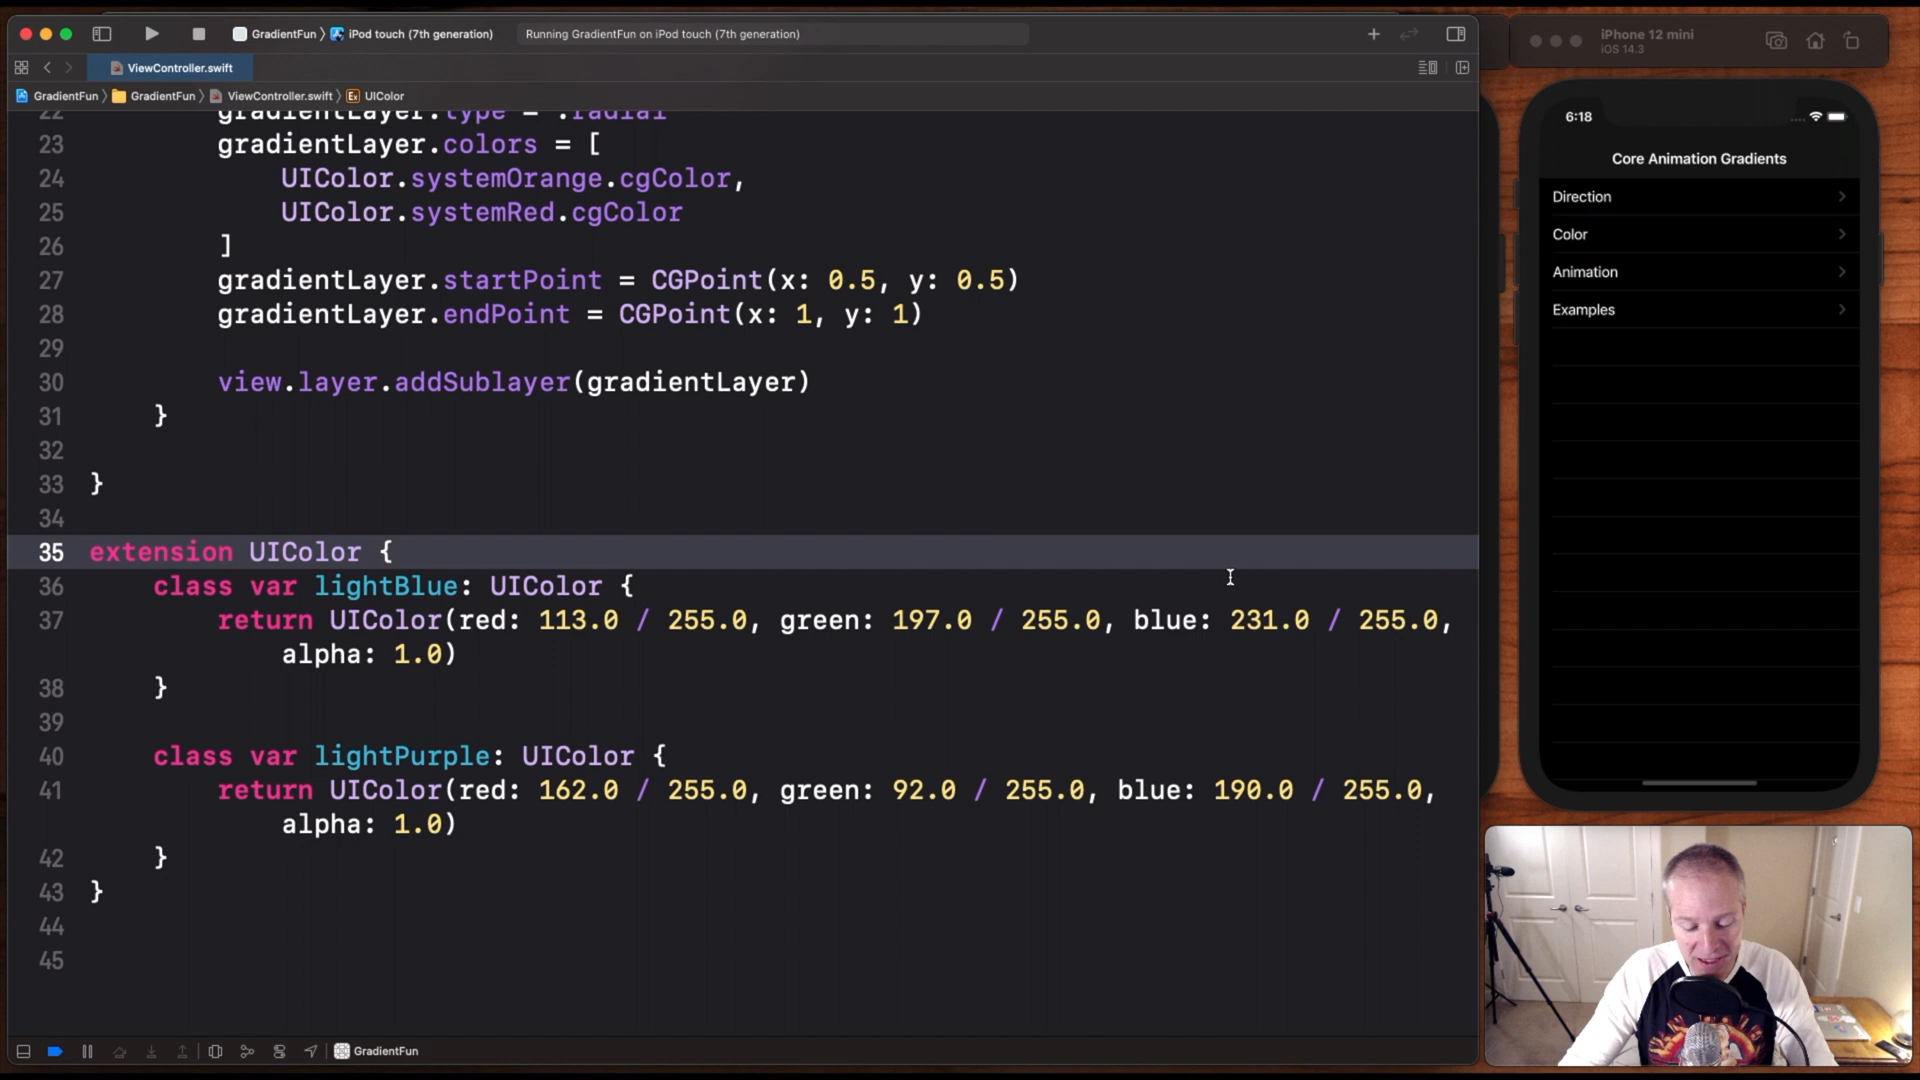 GradientFun
iPod touch (7th generation)
Running GradientFun on iPod touch (7th generation)
ViewController.swift
GradientFun
GradientFun
ViewController.swift
Ex
UIColor
22 gradientLayer.type = .radial
23 gradientLayer.colors = [
24 UIColor.systemOrange.cgColor,
25 UIColor.systemRed.cgColor
26 ]
27 gradientLayer.startPoint = CGPoint(x: 0.5, y: 0.5)
28 gradientLayer.endPoint = CGPoint(x: 1, y: 1)
29
30 view.layer.addSublayer(gradientLayer)
31 }
32
33 }
34
35 extension UIColor {
36 class var lightBlue: UIColor {
37 return UIColor(red: 113.0 / 255.0, green: 197.0 / 255.0, blue: 231.0 / 255.0,
alpha: 1.0)
38 }
39
40 class var lightPurple: UIColor {
41 return UIColor(red: 162.0 / 255.0, green: 92.0 / 255.0, blue: 190.0 / 255.0,
alpha: 1.0)
42 }
43 }
44
45
GradientFun
iPhone 12 mini
iOS 14.3
6:18
Core Animation Gradients
Direction
Color
Animation
Examples